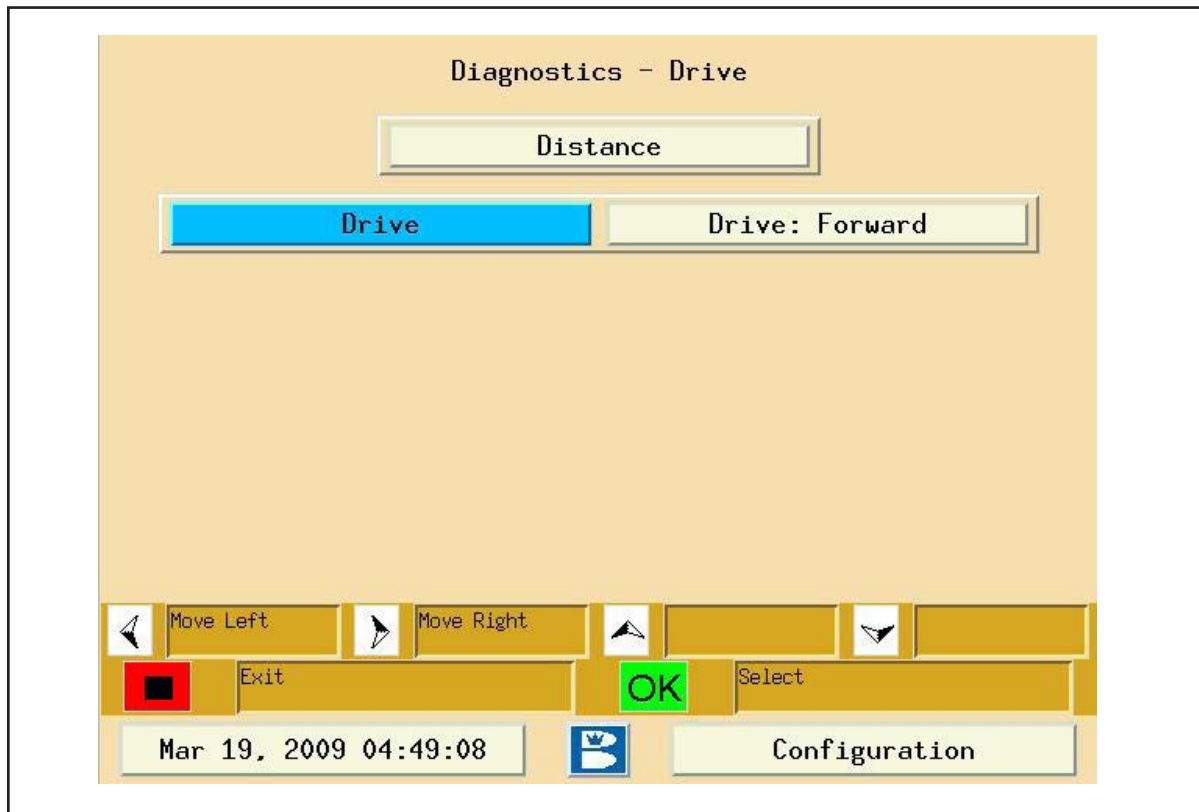 Diagnostics - Drive
Distance
Drive Drive: Forward
Move Left Move Right
Exit OK Select
Mar 19, 2009 04:49:08 B Configuration